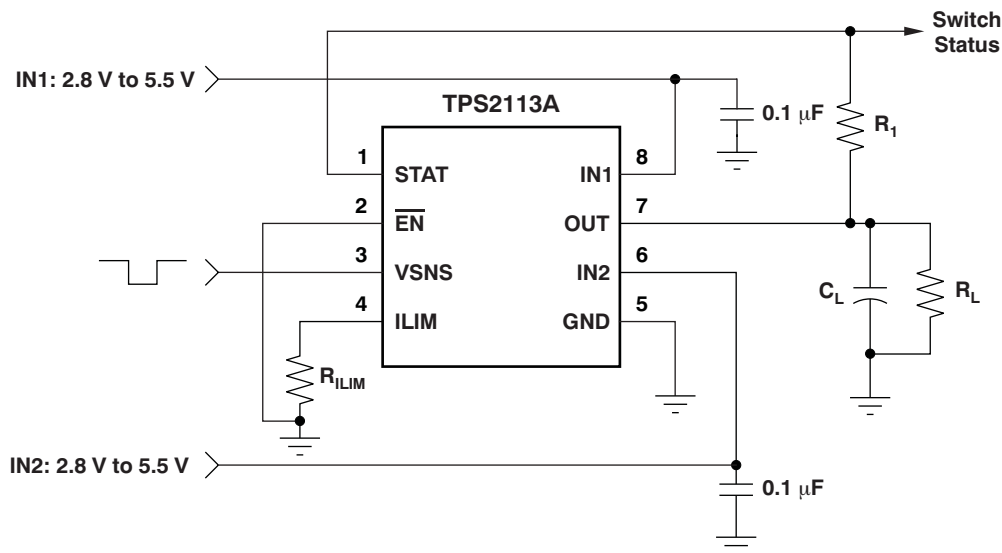 Switch
Status
IN1: 2.8 V to 5.5 V
TPS2113A
0.1 μF
R1
1
STAT
IN1
8
2
EN
OUT
7
3
VSNS
IN2
6
4
ILIM
GND
5
CL
RL
RILIM
IN2: 2.8 V to 5.5 V
0.1 μF